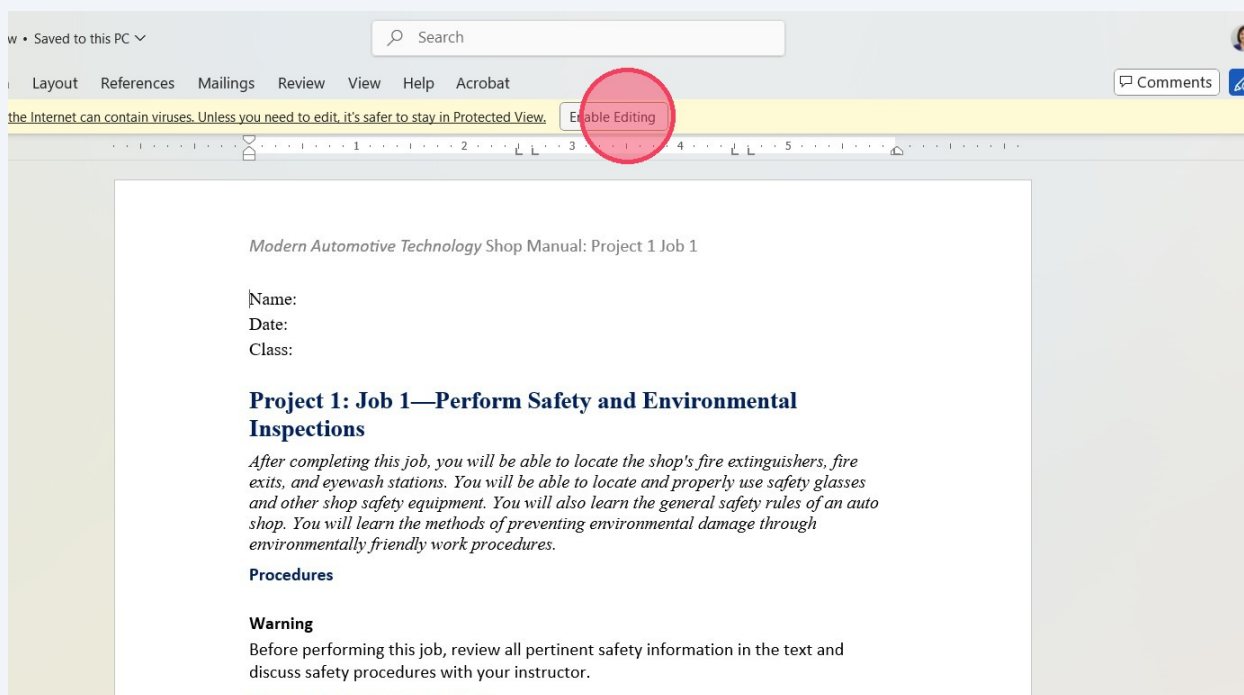 w • Saved to this PC
Search
Layout References Mailings Review View Help Acrobat
Comments
the Internet can contain viruses. Unless you need to edit, it's safer to stay in Protected View. Enable Editing
1 2 3 4 5
Modern Automotive Technology Shop Manual: Project 1 Job 1
Name:
Date:
Class:
Project 1: Job 1—Perform Safety and Environmental
Inspections
After completing this job, you will be able to locate the shop's fire extinguishers, fire
exits, and eyewash stations. You will be able to locate and properly use safety glasses
and other shop safety equipment. You will also learn the general safety rules of an auto
shop. You will learn the methods of preventing environmental damage through
environmentally friendly work procedures.
Procedures
Warning
Before performing this job, review all pertinent safety information in the text and
discuss safety procedures with your instructor.